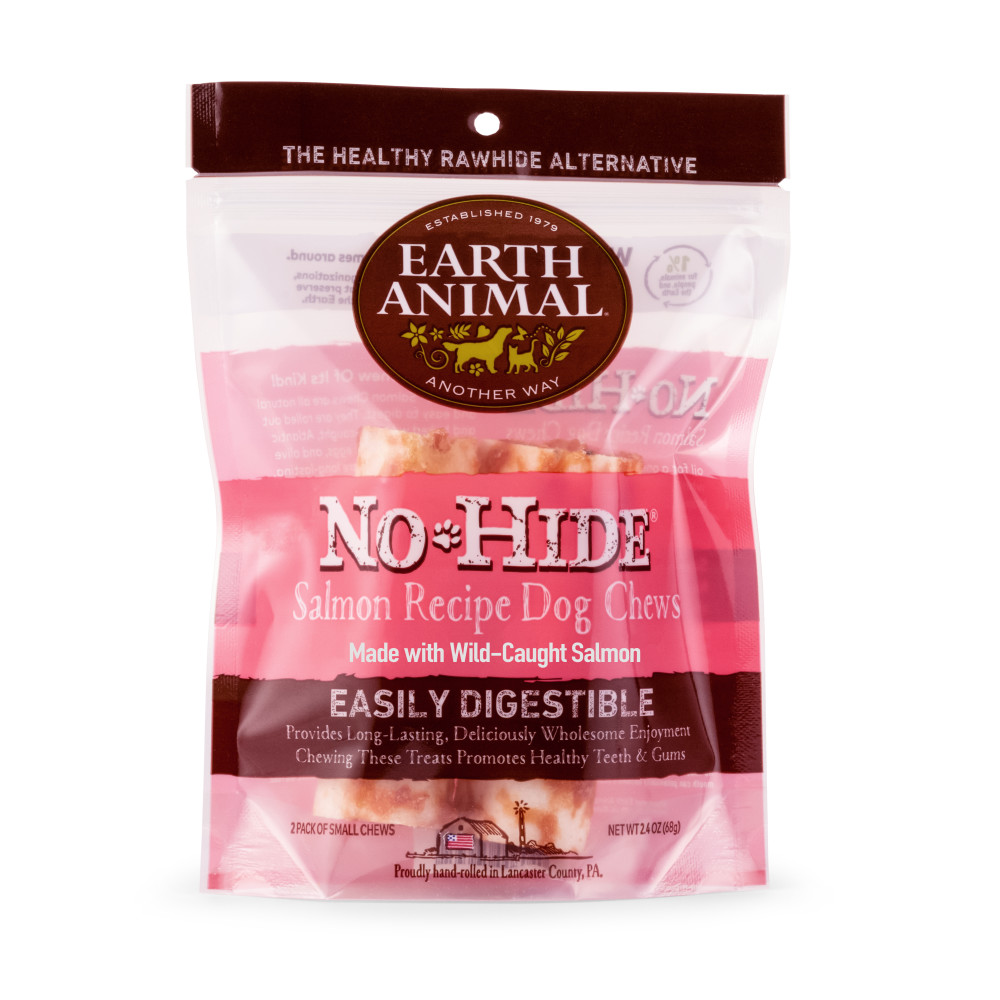 THE HEALTHY RAWHIDE ALTERNATIVE
ESTABLISHED 1979
EARTH
ANIMAL
ANOTHER WAY
NO HIDE®
Salmon Recipe Dog Chews
Made with Wild-Caught Salmon
EASILY DIGESTIBLE
Provides Long-Lasting, Deliciously Wholesome Enjoyment
Chewing These Treats Promotes Healthy Teeth & Gums
2 PACK OF SMALL CHEWS
NET WT 2.4 OZ (68g)
Proudly hand-rolled in Lancaster County, PA.